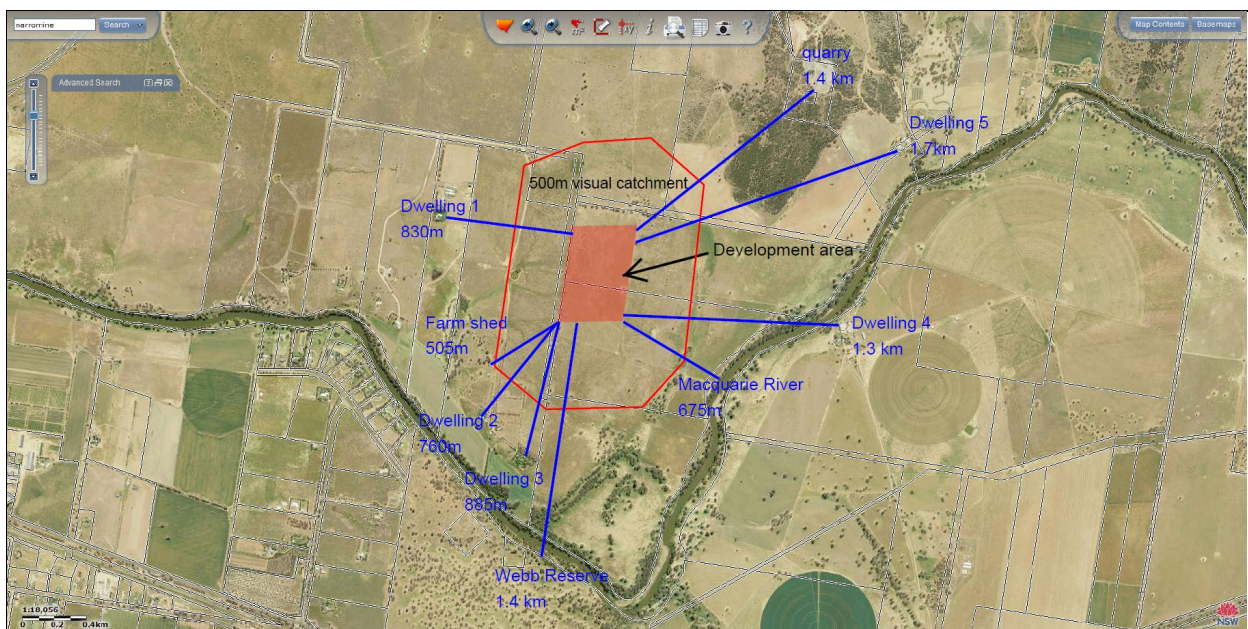 narromine
Search
Map Contents
Basemaps
Advanced Search
quarry
1.4 km
Dwelling 5
1.7km
500m visual catchment
Dwelling 1
830m
Development area
Farm shed
505m
Dwelling 4
1.3 km
Macquarie River
675m
Dwelling 2
760m
Dwelling 3
885m
Webb Reserve
1.4 km
1:18,056
0 0.2 0.4km
NSW